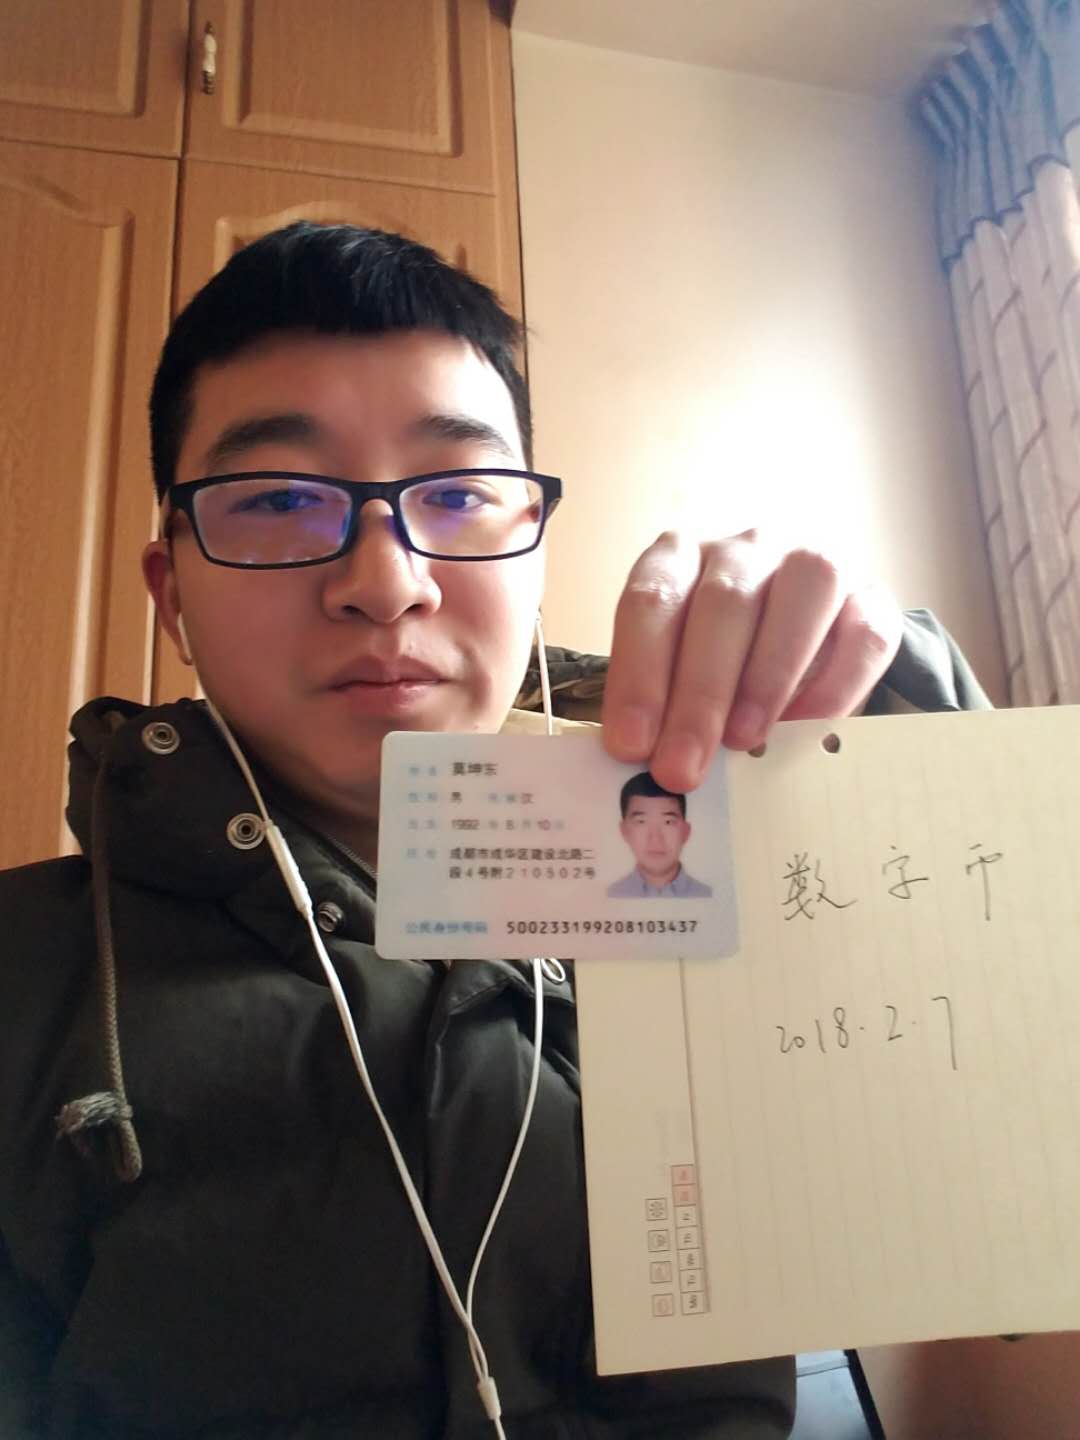 姓名 莫坤东
性别 男 民族 汉
出生 1992 年 8 月 10 日
住址 成都市成华区建设北路二
段4号附210502号
公民身份号码 500233199208103437
数字币
2018.2.7